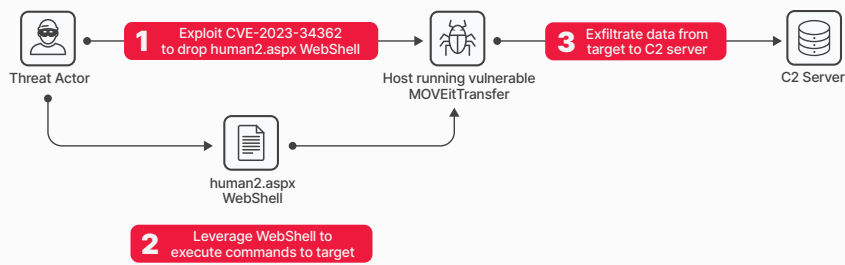 1
Exploit CVE-2023-34362
to drop human2.aspx WebShell
3
Exfiltrate data from
target to C2 server
Threat Actor
Host running vulnerable
MOVEitTransfer
C2 Server
human2.aspx
WebShell
2
Leverage WebShell to
execute commands to target